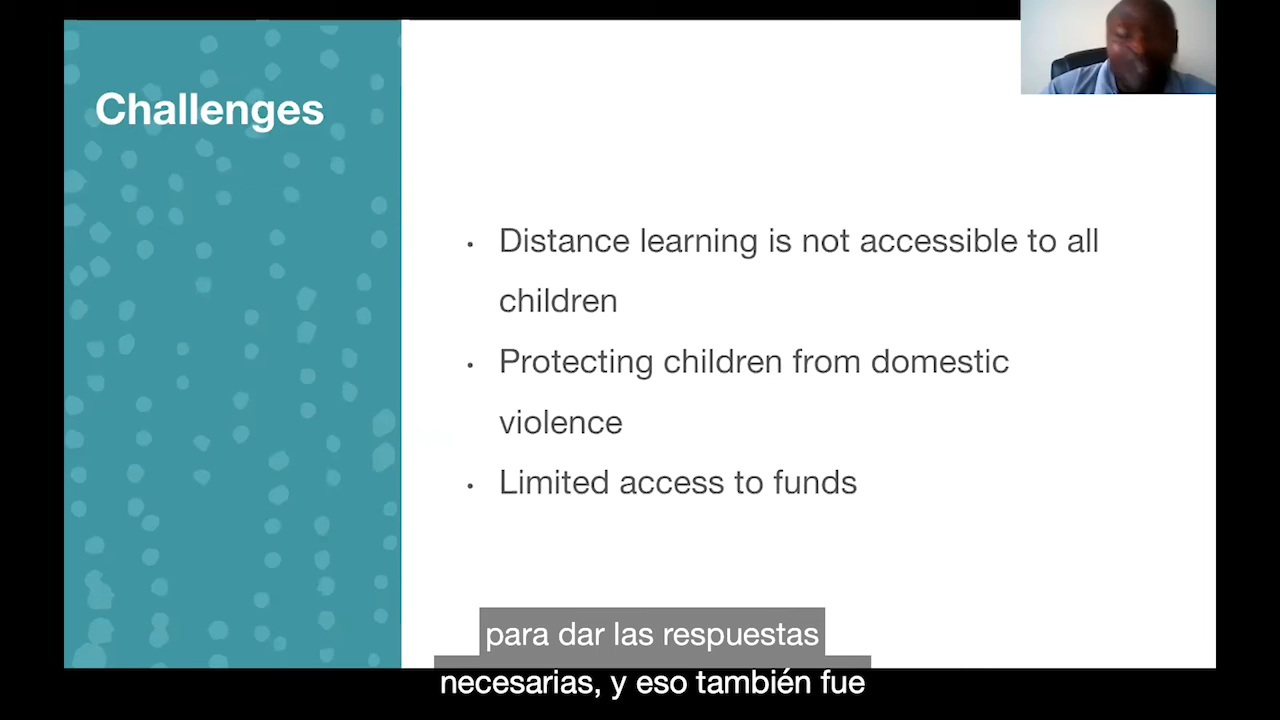 Challenges
• Distance learning is not accessible to all
children
• Protecting children from domestic
violence
• Limited access to funds
para dar las respuestas
necesarias, y eso también fue